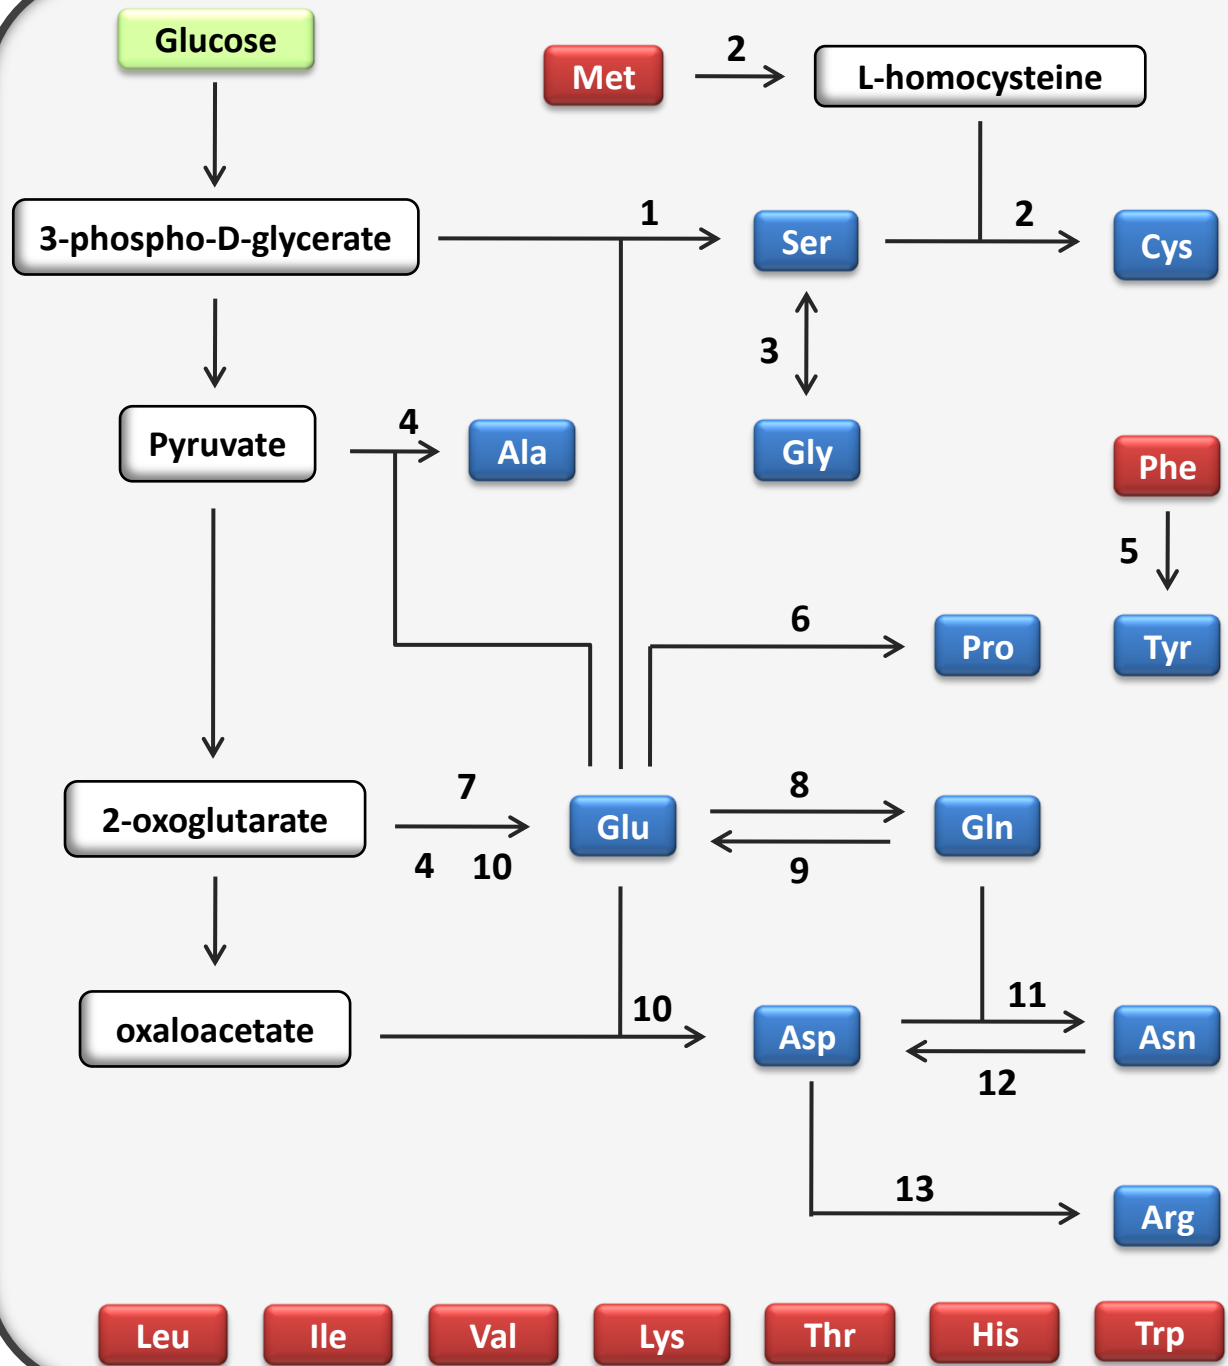 Glucose
Met
2
L-homocysteine
3-phospho-D-glycerate
1
Ser
2
Cys
3
Pyruvate
4
Ala
Gly
Phe
5
6
Pro
Tyr
2-oxoglutarate
7
4 10
Glu
8
9
Gln
oxaloacetate
10
Asp
11
12
Asn
13
Arg
Leu Ile Val Lys Thr His Trp